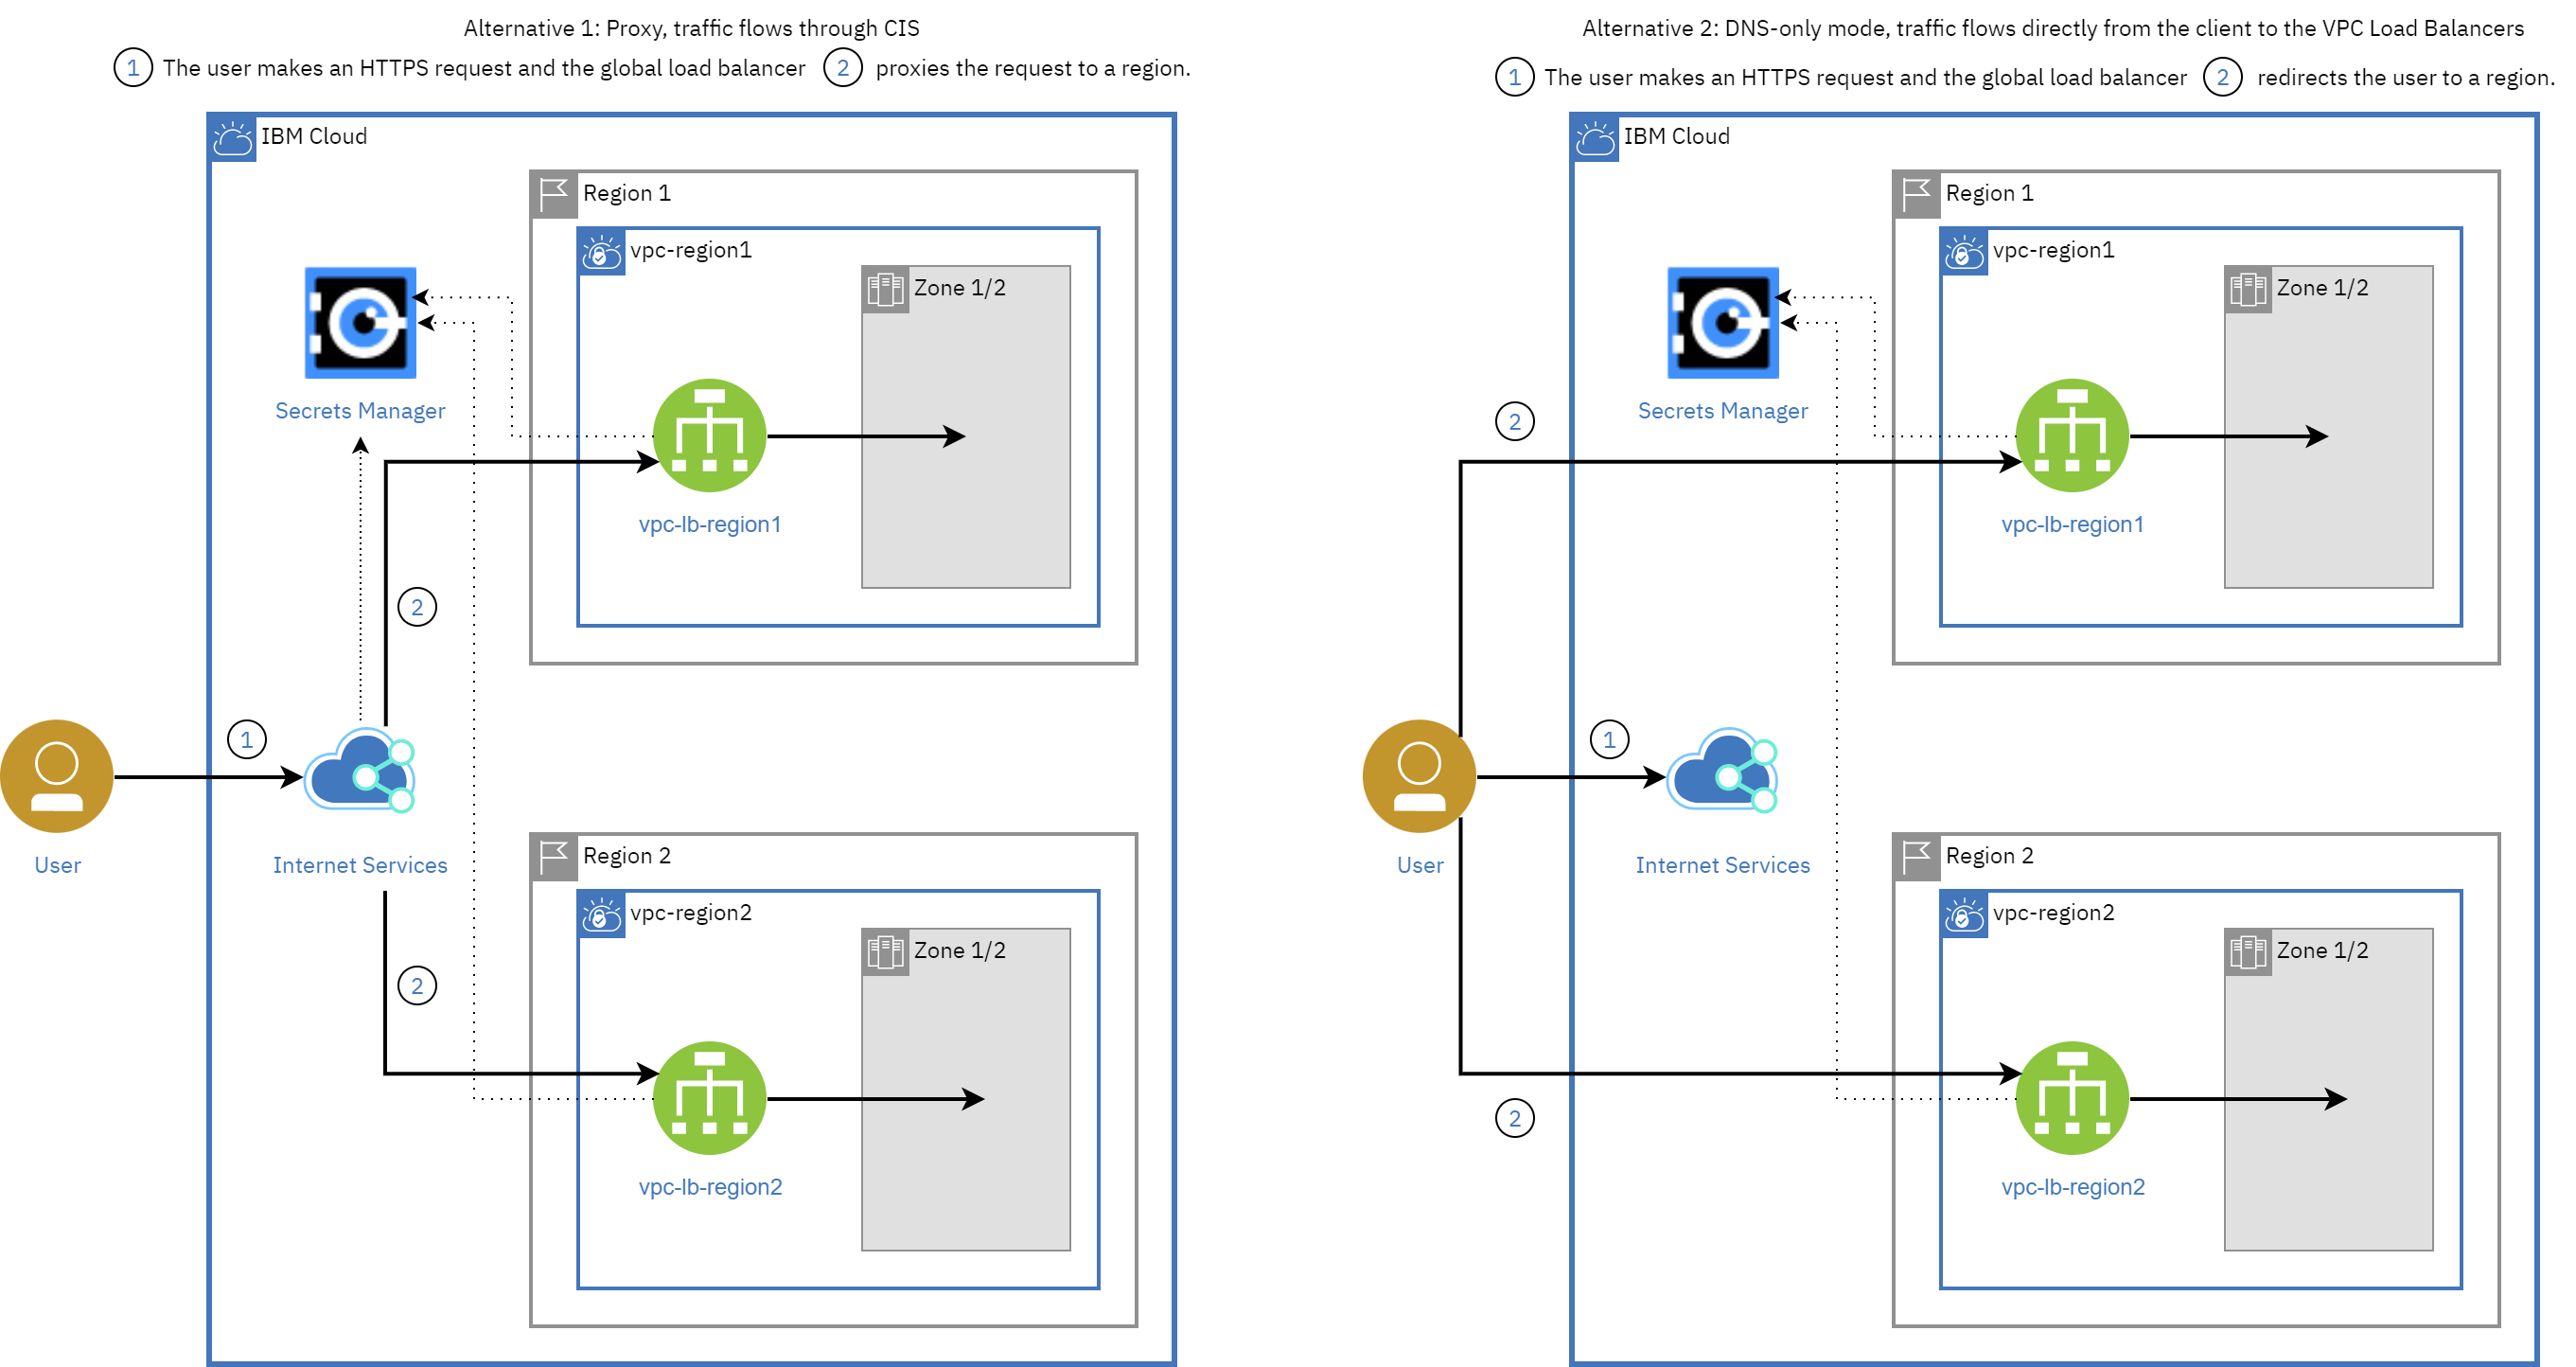 Alternative 1: Proxy, traffic flows through CIS
1 The user makes an HTTPS request and the global load balancer 2 proxies the request to a region.
IBM Cloud
Region 1
vpc-region1
Zone 1/2
Secrets Manager
vpc-lb-region1
2
1
User
Internet Services
Region 2
vpc-region2
Zone 1/2
2
vpc-lb-region2
Alternative 2: DNS-only mode, traffic flows directly from the client to the VPC Load Balancers
1 The user makes an HTTPS request and the global load balancer 2 redirects the user to a region.
IBM Cloud
Region 1
vpc-region1
Zone 1/2
Secrets Manager
2
vpc-lb-region1
1
User
Internet Services
Region 2
vpc-region2
Zone 1/2
2
vpc-lb-region2